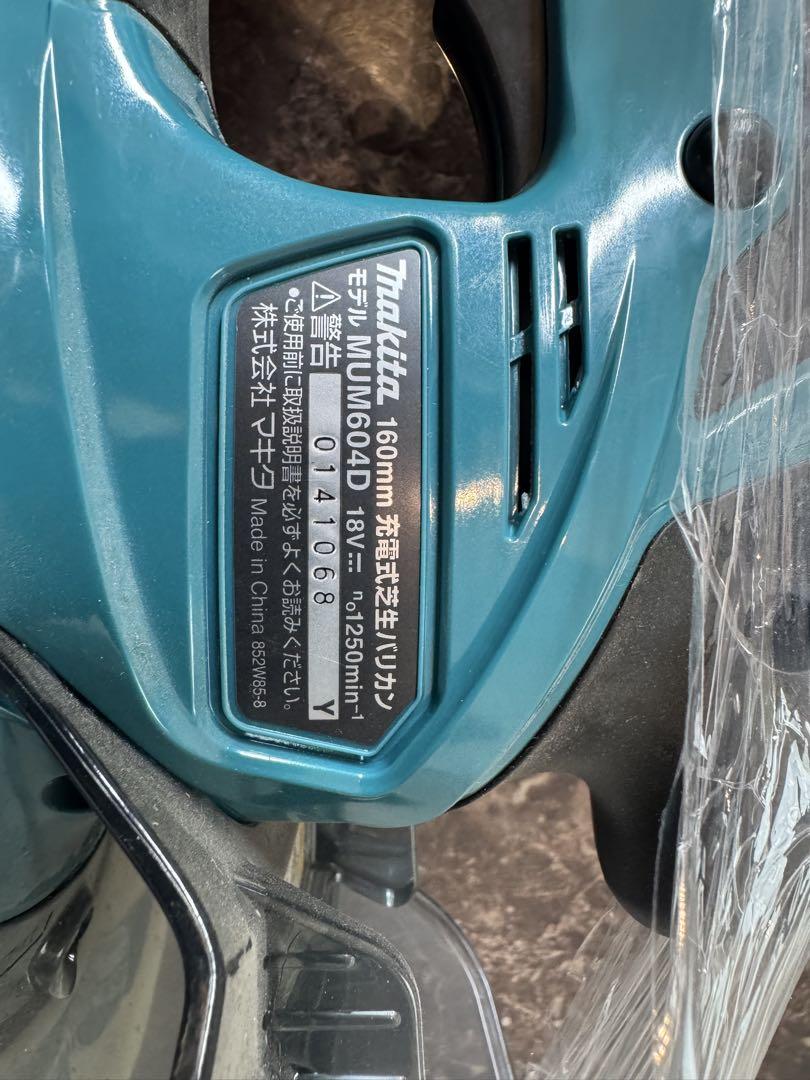 makita 160mm 充電式芝生バリカン
モデル MUM604D 18V⎓ n₀1250min⁻¹
⚠警告 0141068 Y
●ご使用前に取扱説明書を必ずよくお読みください。
株式会社 マキタ Made in China 852W85-8